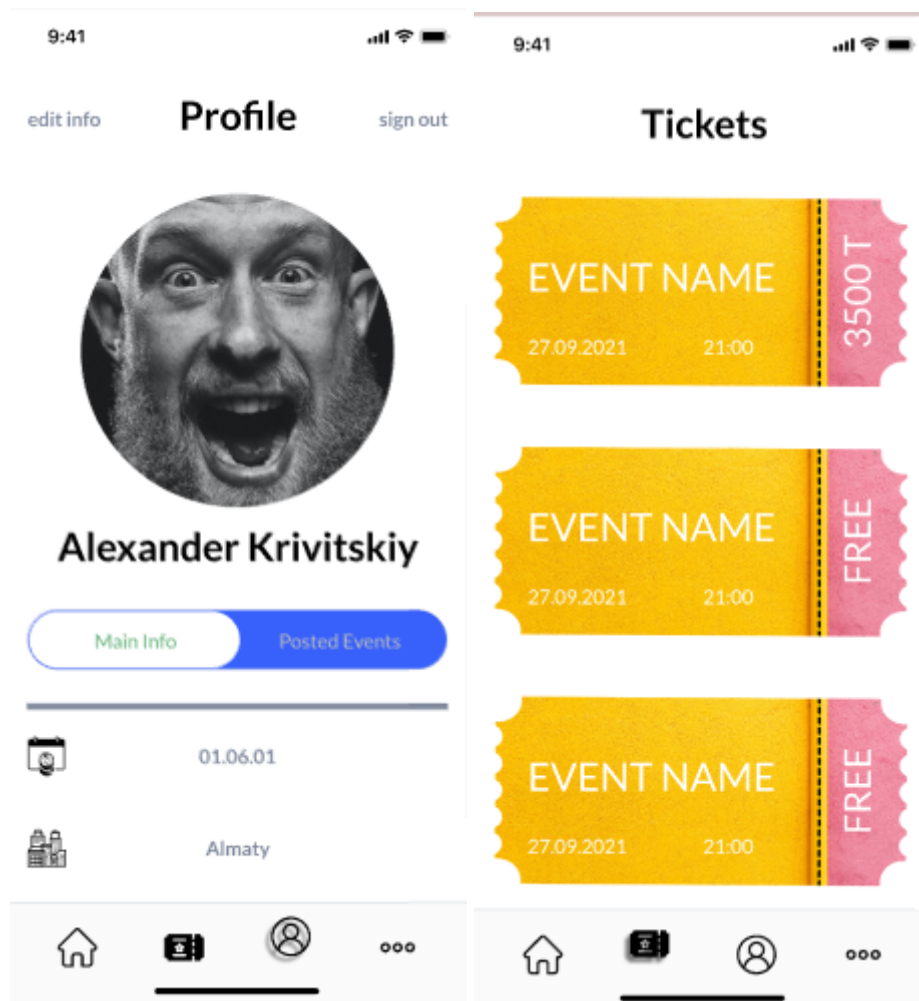 9:41
edit info
Profile
sign out
Alexander Krivitskiy
Main Info
Posted Events
01.06.01
Almaty
9:41
Tickets
EVENT NAME
27.09.2021 21:00
3500 T
EVENT NAME
27.09.2021 21:00
FREE
EVENT NAME
27.09.2021 21:00
FREE